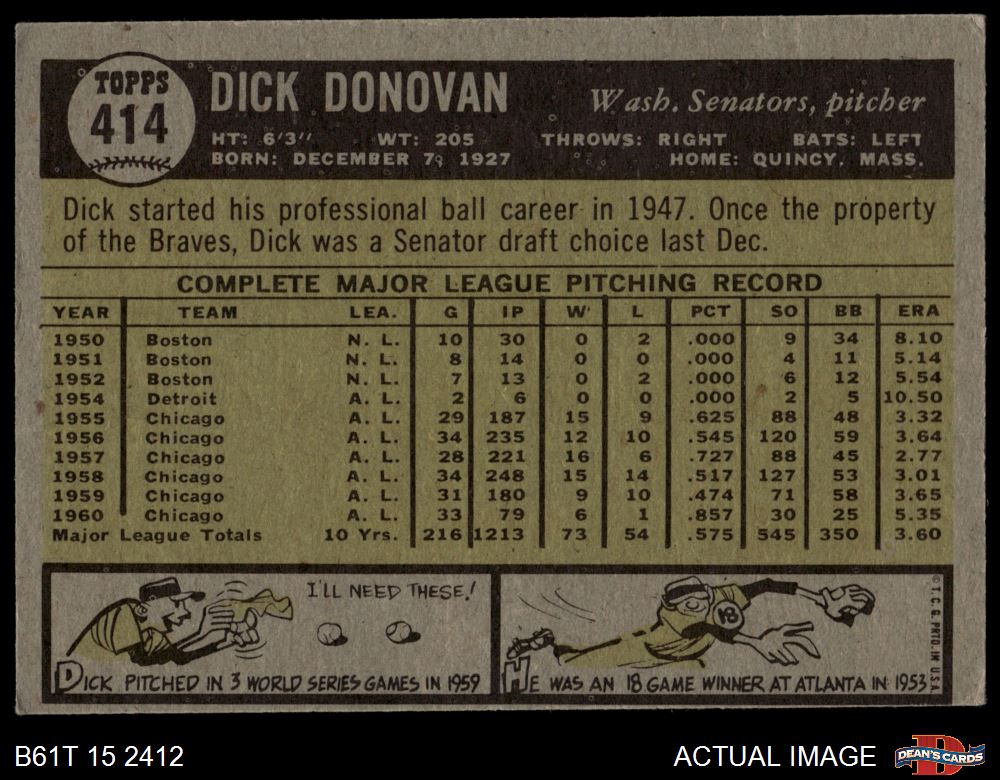 TOPPS
414
DICK DONOVAN
Wash. Senators, pitcher
HT: 6'3" WT: 205 THROWS: RIGHT BATS: LEFT
BORN: DECEMBER 7, 1927 HOME: QUINCY, MASS.
Dick started his professional ball career in 1947. Once the property
of the Braves, Dick was a Senator draft choice last Dec.
COMPLETE MAJOR LEAGUE PITCHING RECORD
YEAR TEAM LEA. G IP W L PCT SO BB ERA
1950 Boston N. L. 10 30 0 2 .000 9 34 8.10
1951 Boston N. L. 8 14 0 0 .000 4 11 5.14
1952 Boston N. L. 7 13 0 2 .000 6 12 5.54
1954 Detroit A. L. 2 6 0 0 .000 2 5 10.50
1955 Chicago A. L. 29 187 15 9 .625 88 48 3.32
1956 Chicago A. L. 34 235 12 10 .545 120 59 3.64
1957 Chicago A. L. 28 221 16 6 .727 88 45 2.77
1958 Chicago A. L. 34 248 15 14 .517 127 53 3.01
1959 Chicago A. L. 31 180 9 10 .474 71 58 3.65
1960 Chicago A. L. 33 79 6 1 .857 30 25 5.35
Major League Totals 10 Yrs. 216 1213 73 54 .575 545 350 3.60
I'LL NEED THESE!
DICK PITCHED IN 3 WORLD SERIES GAMES IN 1959
18
HE WAS AN 18 GAME WINNER AT ATLANTA IN 1953
© T. C. G. PRTD. IN U.S.A.
B61T 15 2412
ACTUAL IMAGE
D
DEAN'S CARDS